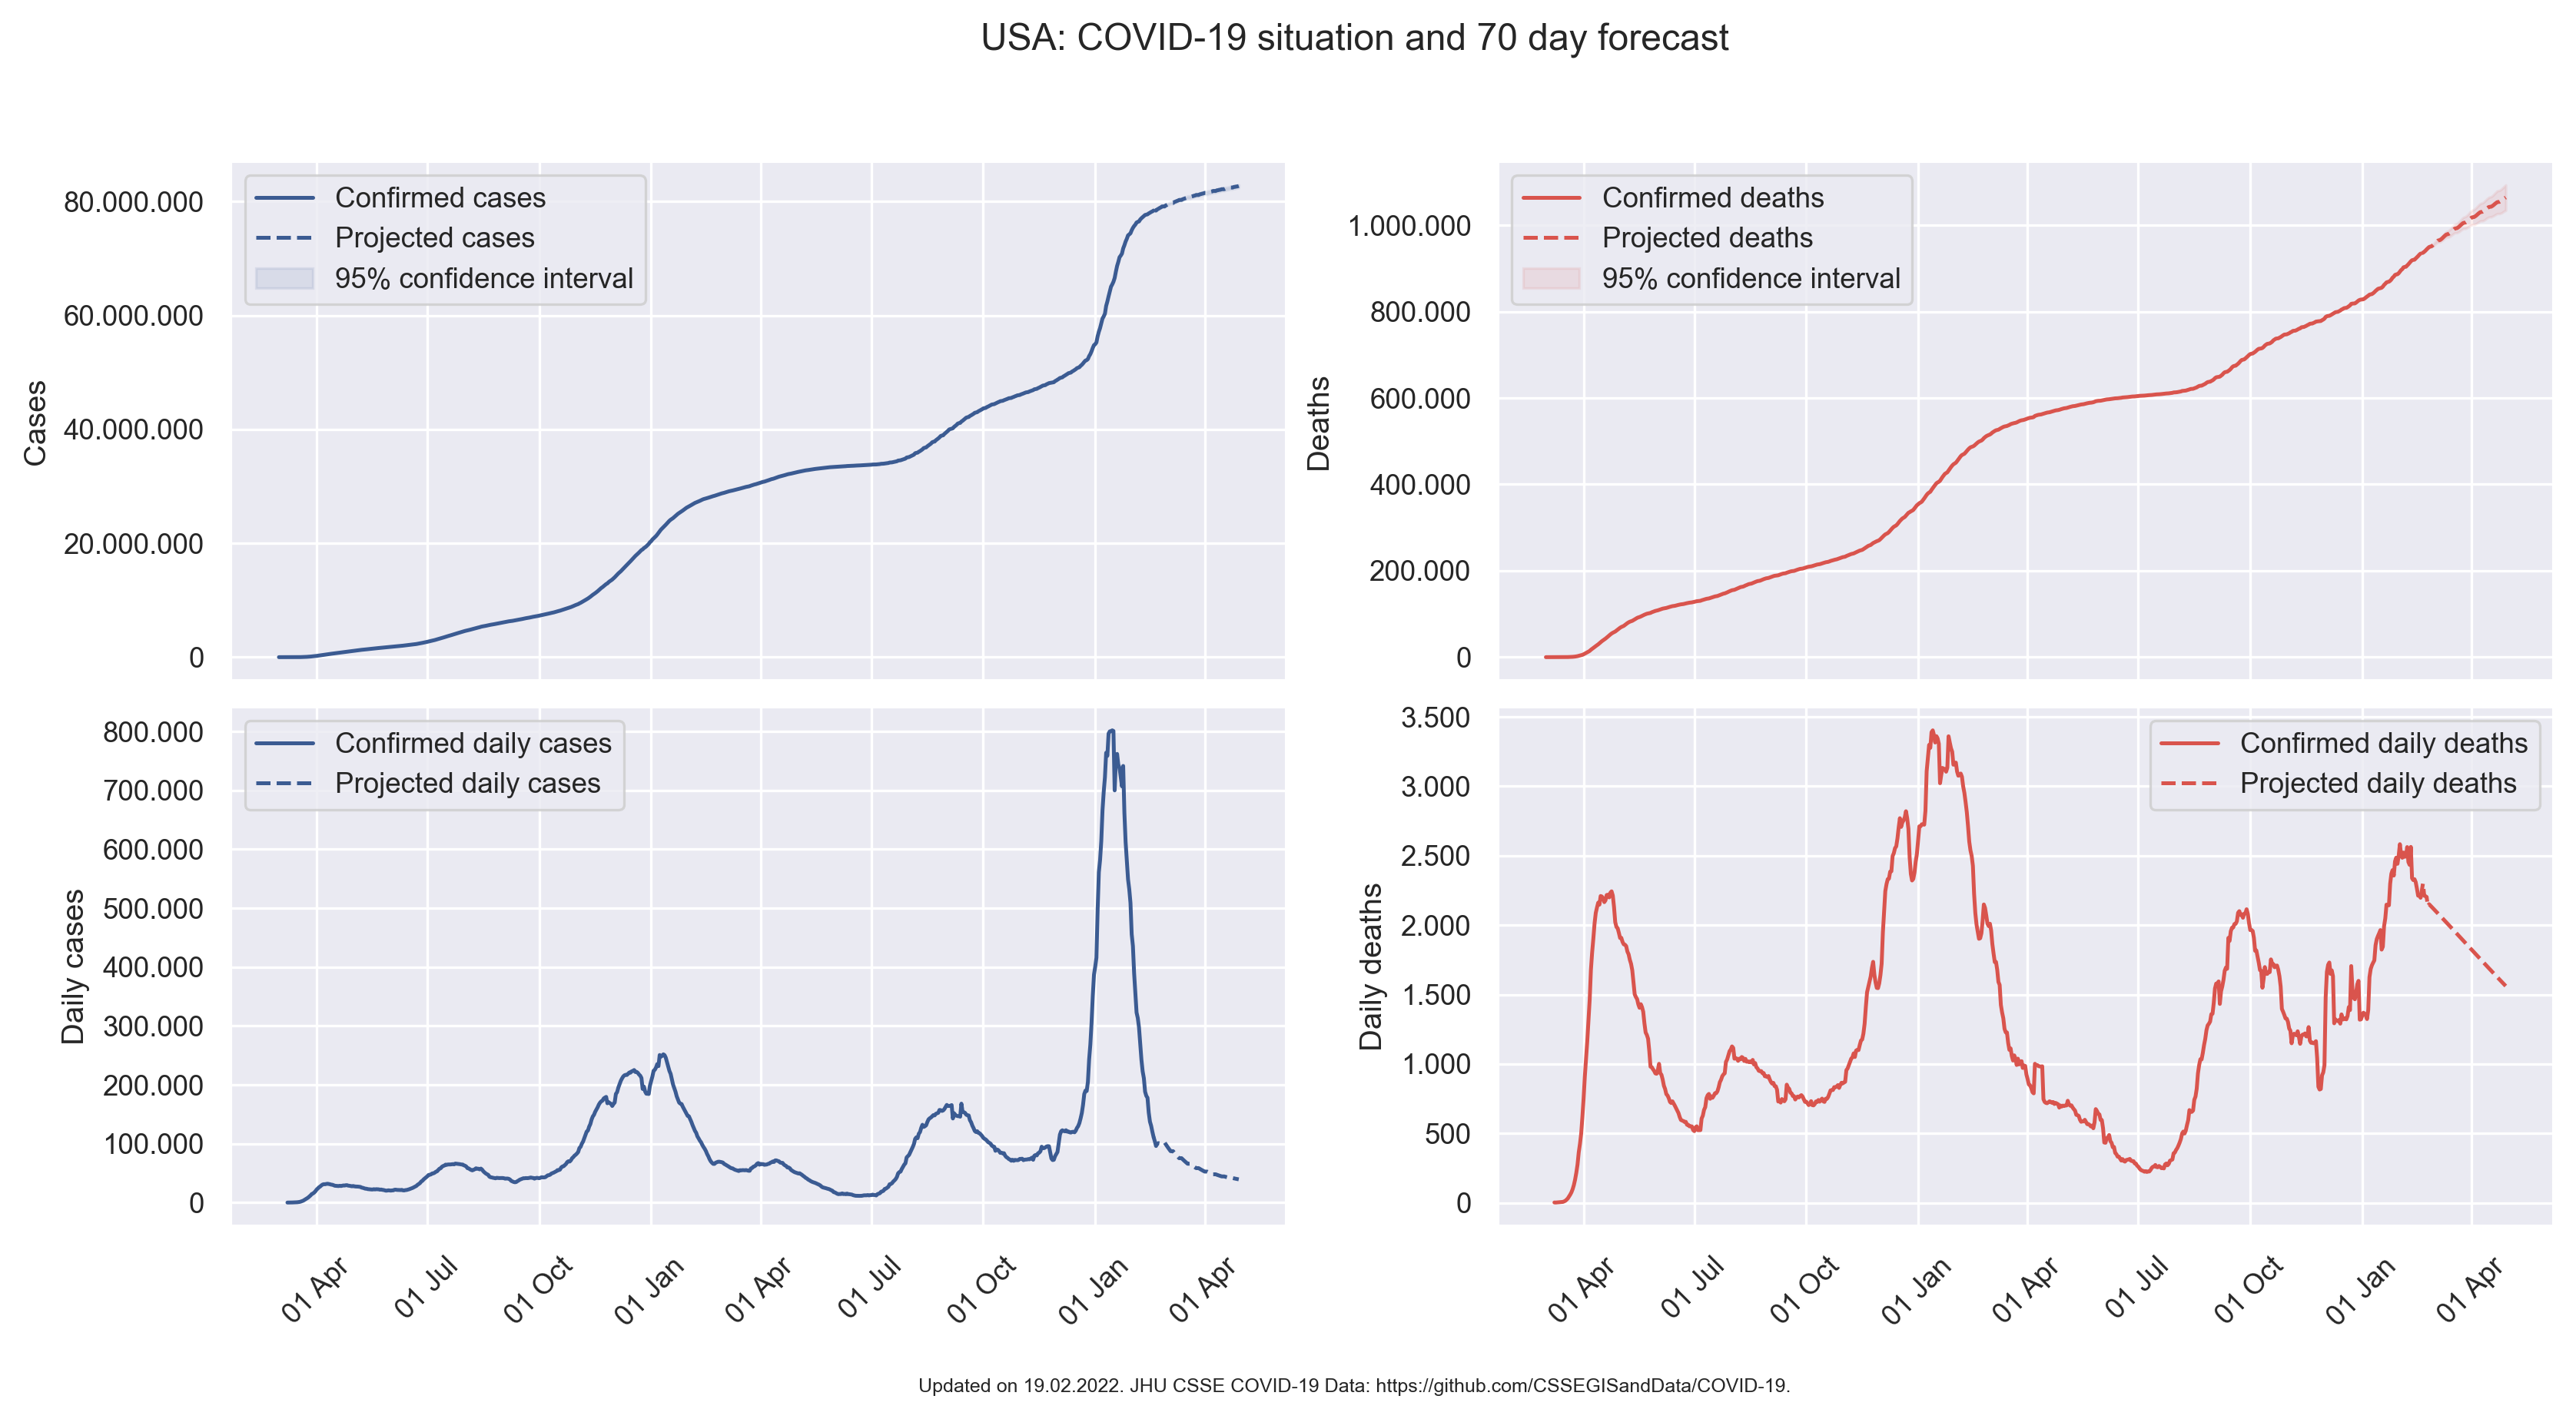 USA: COVID-19 situation and 70 day forecast
Cases
80.000.000
60.000.000
40.000.000
20.000.000
0
Confirmed cases
Projected cases
95% confidence interval
Deaths
1.000.000
800.000
600.000
400.000
200.000
0
Confirmed deaths
Projected deaths
95% confidence interval
Daily cases
800.000
700.000
600.000
500.000
400.000
300.000
200.000
100.000
0
Confirmed daily cases
Projected daily cases
01 Apr
01 Jul
01 Oct
01 Jan
01 Apr
01 Jul
01 Oct
01 Jan
01 Apr
Daily deaths
3.500
3.000
2.500
2.000
1.500
1.000
500
0
Confirmed daily deaths
Projected daily deaths
01 Apr
01 Jul
01 Oct
01 Jan
01 Apr
01 Jul
01 Oct
01 Jan
01 Apr
Updated on 19.02.2022. JHU CSSE COVID-19 Data: https://github.com/CSSEGISandData/COVID-19.